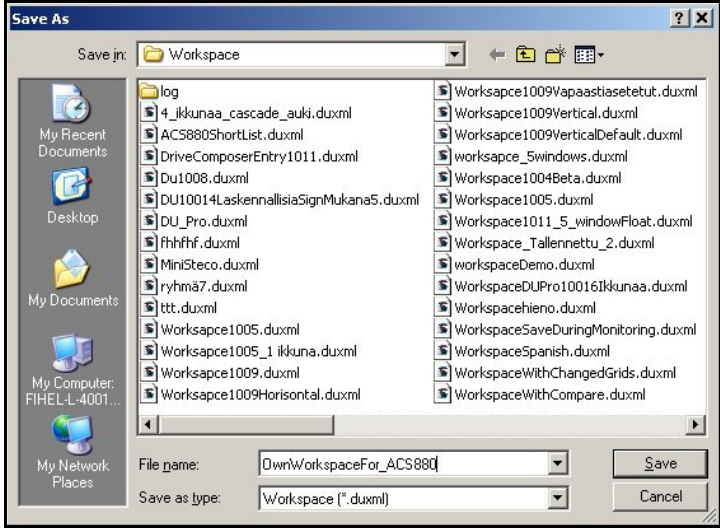 Save As
Save in:
Workspace
My Recent
Documents
Desktop
My Documents
My Computer:
FIHEL-L-4001...
My Network
Places
log
4_ikkunaa_cascade_auki.duxml
ACS880ShortList.duxml
DriveComposerEntry1011.duxml
Du1008.duxml
DU10014LaskennallisiaSignMukana5.duxml
DU_Pro.duxml
fhhfhf.duxml
MiniSteco.duxml
ryhmä7.duxml
ttt.duxml
Worksapce1005.duxml
Worksapce1005_1 ikkuna.duxml
Worksapce1009.duxml
Worksapce1009Horisontal.duxml
Worksapce1009Vapaastiasetetut.duxml
Worksapce1009Vertical.duxml
Worksapce1009VerticalDefault.duxml
worksapce_5windows.duxml
Workspace1004Beta.duxml
Workspace1005.duxml
Workspace1011_5_windowFloat.duxml
Workspace_Tallennettu_2.duxml
workspaceDemo.duxml
WorkspaceDUPro10016Ikkunaa.duxml
Workspacehieno.duxml
WorkspaceSaveDuringMonitoring.duxml
WorkspaceSpanish.duxml
WorkspaceWithChangedGrids.duxml
WorkspaceWithCompare.duxml
File name:
OwnWorkspaceFor_ACS880
Save
Save as type:
Workspace (*.duxml)
Cancel